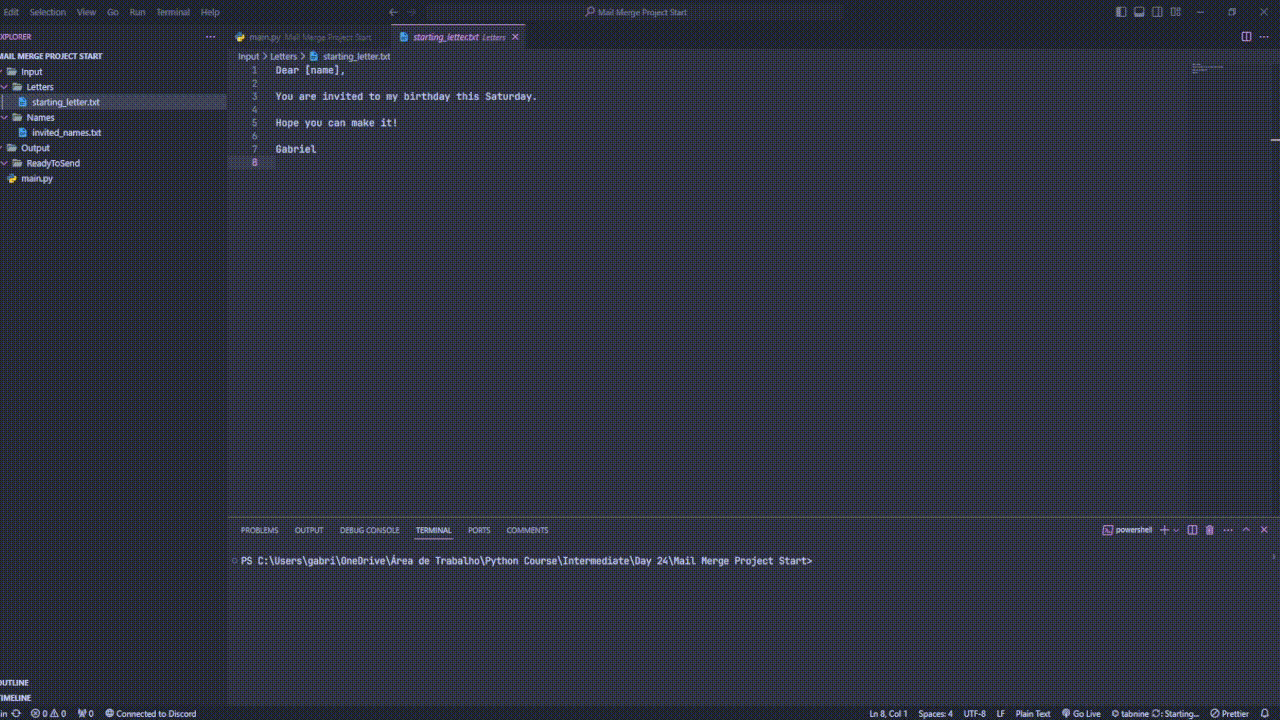 Edit Selection View Go Run Terminal Help
Mail Merge Project Start
XPLORER
main.py Mail Merge Project Start
starting_letter.txt Letters
MAIL MERGE PROJECT START
Input
Letters
starting_letter.txt
Names
invited_names.txt
Output
ReadyToSend
main.py
Input > Letters > starting_letter.txt
1 Dear [name],
2
3 You are invited to my birthday this Saturday.
4
5 Hope you can make it!
6
7 Gabriel
8
PROBLEMS OUTPUT DEBUG CONSOLE TERMINAL PORTS COMMENTS
powershell
PS C:\Users\gabri\OneDrive\Área de Trabalho\Python Course\Intermediate\Day 24\Mail Merge Project Start>
OUTLINE
TIMELINE
in 0 0 0 Connected to Discord Ln 8, Col 1 Spaces: 4 UTF-8 LF Plain Text Go Live tabnine : Starting... Prettier